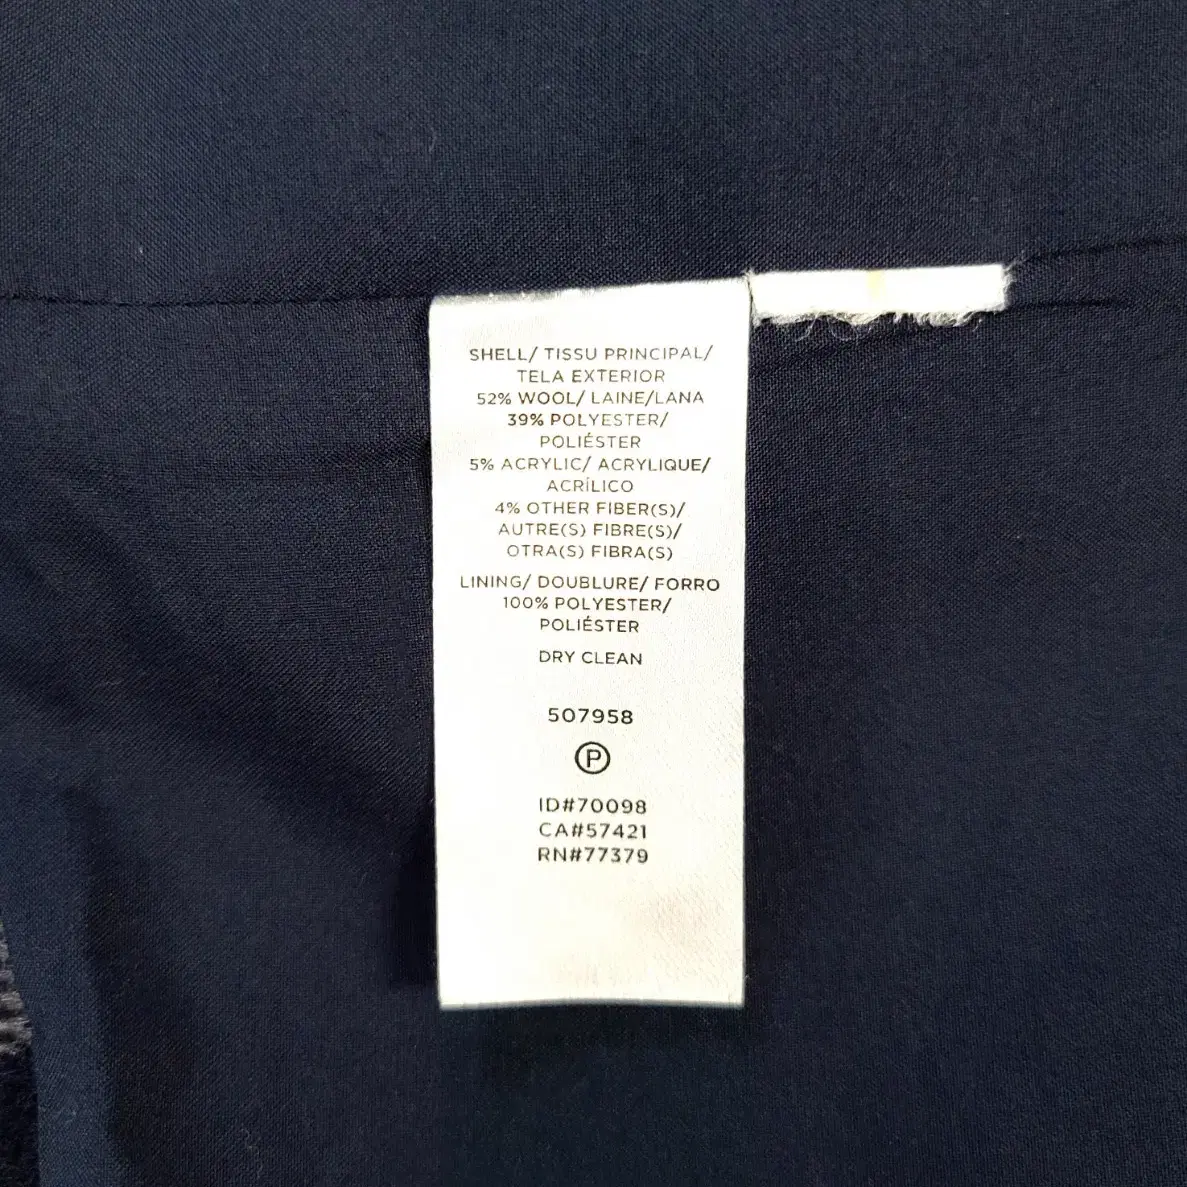 SHELL/ TISSU PRINCIPAL/
TELA EXTERIOR
52% WOOL/ LAINE/LANA
39% POLYESTER/
POLIÉSTER
5% ACRYLIC/ ACRYLIQUE/
ACRÍLICO
4% OTHER FIBER(S)/
AUTRE(S) FIBRE(S)/
OTRA(S) FIBRA(S)
LINING/ DOUBLURE/ FORRO
100% POLYESTER/
POLIÉSTER
DRY CLEAN
507958
P
ID#70098
CA#57421
RN#77379